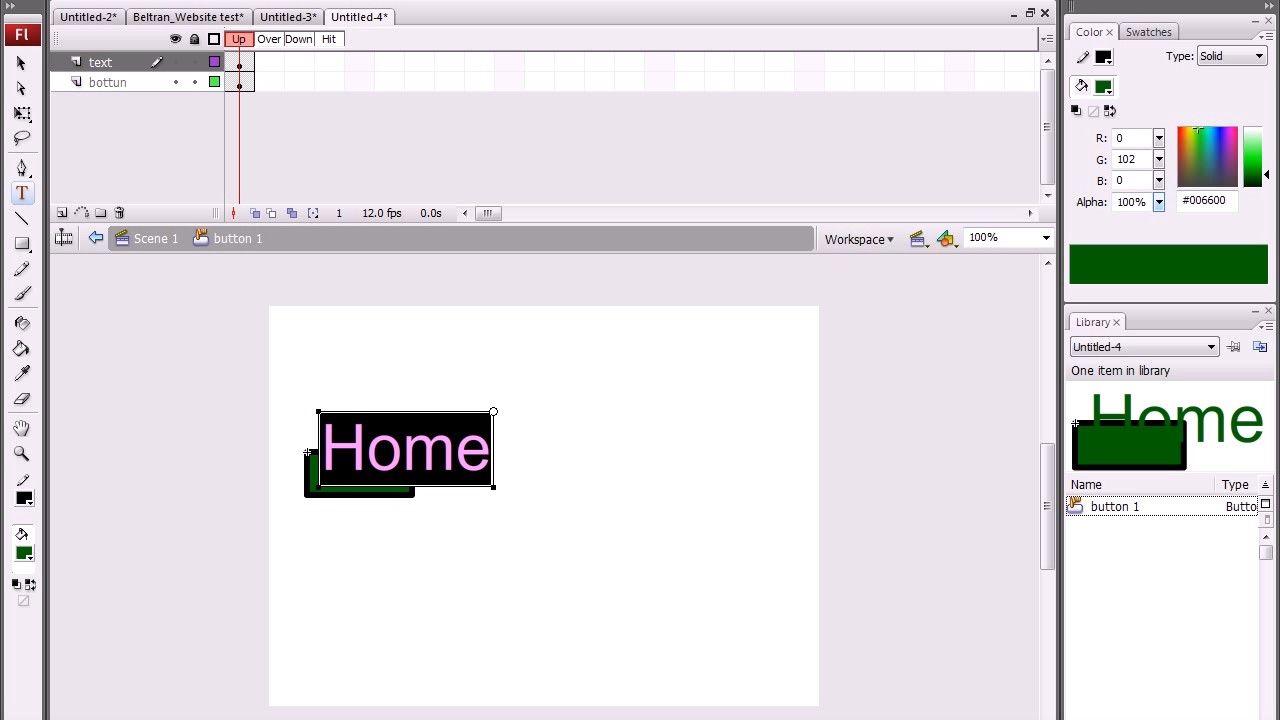 Untitled-2* Beltran_Website test* Untitled-3* Untitled-4*
Fl
Up Over Down Hit
text
bottun
1 12.0 fps 0.0s
Scene 1 button 1 Workspace 100%
T
Home
Color Swatches
Type: Solid
R: 0
G: 102
B: 0
Alpha: 100% #006600
Library
Untitled-4
One item in library
Home
Name Type
button 1 Butto